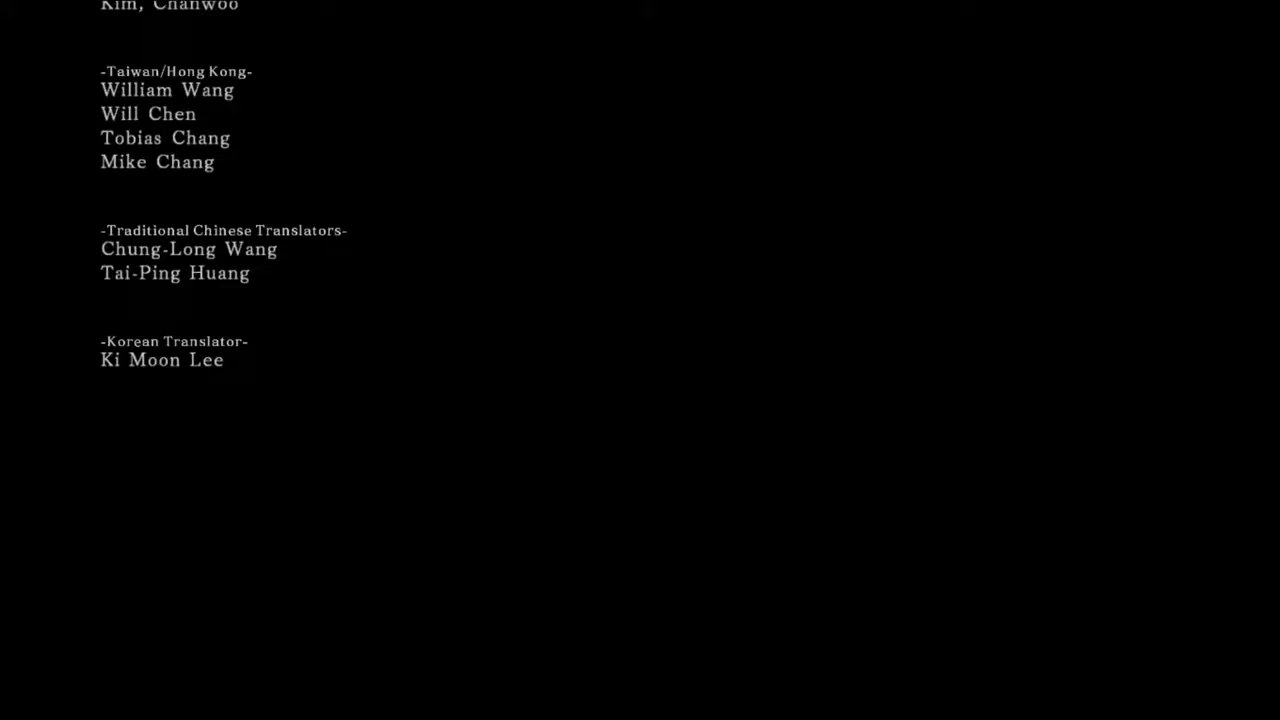 Kim, Chanwoo
-Taiwan/Hong Kong-
William Wang
Will Chen
Tobias Chang
Mike Chang
-Traditional Chinese Translators-
Chung-Long Wang
Tai-Ping Huang
-Korean Translator-
Ki Moon Lee